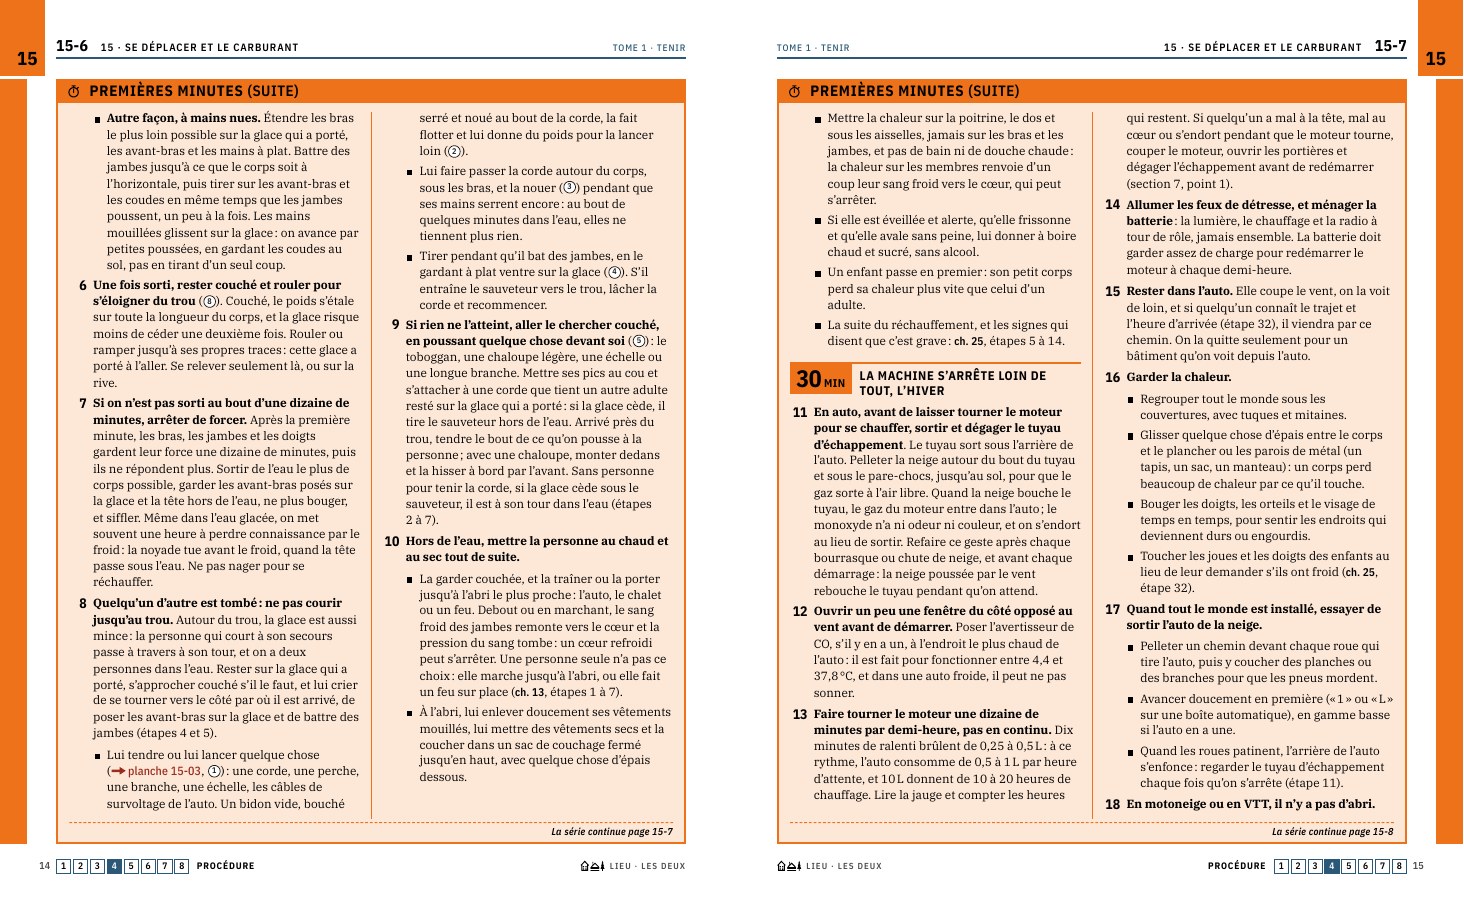 15
15-6 15 · SE DÉPLACER ET LE CARBURANT
TOME 1 · TENIR
PREMIÈRES MINUTES (SUITE)
■ Autre façon, à mains nues. Étendre les bras
le plus loin possible sur la glace qui a porté,
les avant-bras et les mains à plat. Battre des
jambes jusqu’à ce que le corps soit à
l’horizontale, puis tirer sur les avant-bras et
les coudes en même temps que les jambes
poussent, un peu à la fois. Les mains
mouillées glissent sur la glace : on avance par
petites poussées, en gardant les coudes au
sol, pas en tirant d’un seul coup.
6 Une fois sorti, rester couché et rouler pour
s’éloigner du trou (8). Couché, le poids s’étale
sur toute la longueur du corps, et la glace risque
moins de céder une deuxième fois. Rouler ou
ramper jusqu’à ses propres traces : cette glace a
porté à l’aller. Se relever seulement là, ou sur la
rive.
7 Si on n’est pas sorti au bout d’une dizaine de
minutes, arrêter de forcer. Après la première
minute, les bras, les jambes et les doigts
gardent leur force une dizaine de minutes, puis
ils ne répondent plus. Sortir de l’eau le plus de
corps possible, garder les avant-bras posés sur
la glace et la tête hors de l’eau, ne plus bouger,
et siffler. Même dans l’eau glacée, on met
souvent une heure à perdre connaissance par le
froid : la noyade tue avant le froid, quand la tête
passe sous l’eau. Ne pas nager pour se
réchauffer.
8 Quelqu’un d’autre est tombé : ne pas courir
jusqu’au trou. Autour du trou, la glace est aussi
mince : la personne qui court à son secours
passe à travers à son tour, et on a deux
personnes dans l’eau. Rester sur la glace qui a
porté, s’approcher couché s’il le faut, et lui crier
de se tourner vers le côté par où il est arrivé, de
poser les avant-bras sur la glace et de battre des
jambes (étapes 4 et 5).
■ Lui tendre ou lui lancer quelque chose
(➞ planche 15-03, 1) : une corde, une perche,
une branche, une échelle, les câbles de
survoltage de l’auto. Un bidon vide, bouché
serré et noué au bout de la corde, la fait
flotter et lui donne du poids pour la lancer
loin (2).
■ Lui faire passer la corde autour du corps,
sous les bras, et la nouer (3) pendant que
ses mains serrent encore : au bout de
quelques minutes dans l’eau, elles ne
tiennent plus rien.
■ Tirer pendant qu’il bat des jambes, en le
gardant à plat ventre sur la glace (4). S’il
entraîne le sauveteur vers le trou, lâcher la
corde et recommencer.
9 Si rien ne l’atteint, aller le chercher couché,
en poussant quelque chose devant soi (5) : le
toboggan, une chaloupe légère, une échelle ou
une longue branche. Mettre ses pics au cou et
s’attacher à une corde que tient un autre adulte
resté sur la glace qui a porté : si la glace cède, il
tire le sauveteur hors de l’eau. Arrivé près du
trou, tendre le bout de ce qu’on pousse à la
personne ; avec une chaloupe, monter dedans
et la hisser à bord par l’avant. Sans personne
pour tenir la corde, si la glace cède sous le
sauveteur, il est à son tour dans l’eau (étapes
2 à 7).
10 Hors de l’eau, mettre la personne au chaud et
au sec tout de suite.
■ La garder couchée, et la traîner ou la porter
jusqu’à l’abri le plus proche : l’auto, le chalet
ou un feu. Debout ou en marchant, le sang
froid des jambes remonte vers le cœur et la
pression du sang tombe : un cœur refroidi
peut s’arrêter. Une personne seule n’a pas ce
choix : elle marche jusqu’à l’abri, ou elle fait
un feu sur place (ch. 13, étapes 1 à 7).
■ À l’abri, lui enlever doucement ses vêtements
mouillés, lui mettre des vêtements secs et la
coucher dans un sac de couchage fermé
jusqu’en haut, avec quelque chose d’épais
dessous.
La série continue page 15-7
14 1 2 3 4 5 6 7 8 PROCÉDURE
LIEU · LES DEUX
TOME 1 · TENIR
15 · SE DÉPLACER ET LE CARBURANT 15-7
15
PREMIÈRES MINUTES (SUITE)
■ Mettre la chaleur sur la poitrine, le dos et
sous les aisselles, jamais sur les bras et les
jambes, et pas de bain ni de douche chaude :
la chaleur sur les membres renvoie d’un
coup leur sang froid vers le cœur, qui peut
s’arrêter.
■ Si elle est éveillée et alerte, qu’elle frissonne
et qu’elle avale sans peine, lui donner à boire
chaud et sucré, sans alcool.
■ Un enfant passe en premier : son petit corps
perd sa chaleur plus vite que celui d’un
adulte.
■ La suite du réchauffement, et les signes qui
disent que c’est grave : ch. 25, étapes 5 à 14.
30 MIN LA MACHINE S’ARRÊTE LOIN DE
TOUT, L’HIVER
11 En auto, avant de laisser tourner le moteur
pour se chauffer, sortir et dégager le tuyau
d’échappement. Le tuyau sort sous l’arrière de
l’auto. Pelleter la neige autour du bout du tuyau
et sous le pare-chocs, jusqu’au sol, pour que le
gaz sorte à l’air libre. Quand la neige bouche le
tuyau, le gaz du moteur entre dans l’auto ; le
monoxyde n’a ni odeur ni couleur, et on s’endort
au lieu de sortir. Refaire ce geste après chaque
bourrasque ou chute de neige, et avant chaque
démarrage : la neige poussée par le vent
rebouche le tuyau pendant qu’on attend.
12 Ouvrir un peu une fenêtre du côté opposé au
vent avant de démarrer. Poser l’avertisseur de
CO, s’il y en a un, à l’endroit le plus chaud de
l’auto : il est fait pour fonctionner entre 4,4 et
37,8 °C, et dans une auto froide, il peut ne pas
sonner.
13 Faire tourner le moteur une dizaine de
minutes par demi-heure, pas en continu. Dix
minutes de ralenti brûlent de 0,25 à 0,5 L : à ce
rythme, l’auto consomme de 0,5 à 1 L par heure
d’attente, et 10 L donnent de 10 à 20 heures de
chauffage. Lire la jauge et compter les heures
qui restent. Si quelqu’un a mal à la tête, mal au
cœur ou s’endort pendant que le moteur tourne,
couper le moteur, ouvrir les portières et
dégager l’échappement avant de redémarrer
(section 7, point 1).
14 Allumer les feux de détresse, et ménager la
batterie : la lumière, le chauffage et la radio à
tour de rôle, jamais ensemble. La batterie doit
garder assez de charge pour redémarrer le
moteur à chaque demi-heure.
15 Rester dans l’auto. Elle coupe le vent, on la voit
de loin, et si quelqu’un connaît le trajet et
l’heure d’arrivée (étape 32), il viendra par ce
chemin. On la quitte seulement pour un
bâtiment qu’on voit depuis l’auto.
16 Garder la chaleur.
■ Regrouper tout le monde sous les
couvertures, avec tuques et mitaines.
■ Glisser quelque chose d’épais entre le corps
et le plancher ou les parois de métal (un
tapis, un sac, un manteau) : un corps perd
beaucoup de chaleur par ce qu’il touche.
■ Bouger les doigts, les orteils et le visage de
temps en temps, pour sentir les endroits qui
deviennent durs ou engourdis.
■ Toucher les joues et les doigts des enfants au
lieu de leur demander s’ils ont froid (ch. 25,
étape 32).
17 Quand tout le monde est installé, essayer de
sortir l’auto de la neige.
■ Pelleter un chemin devant chaque roue qui
tire l’auto, puis y coucher des planches ou
des branches pour que les pneus mordent.
■ Avancer doucement en première (« 1 » ou « L »
sur une boîte automatique), en gamme basse
si l’auto en a une.
■ Quand les roues patinent, l’arrière de l’auto
s’enfonce : regarder le tuyau d’échappement
chaque fois qu’on s’arrête (étape 11).
18 En motoneige ou en VTT, il n’y a pas d’abri.
La série continue page 15-8
LIEU · LES DEUX
PROCÉDURE 1 2 3 4 5 6 7 8 15